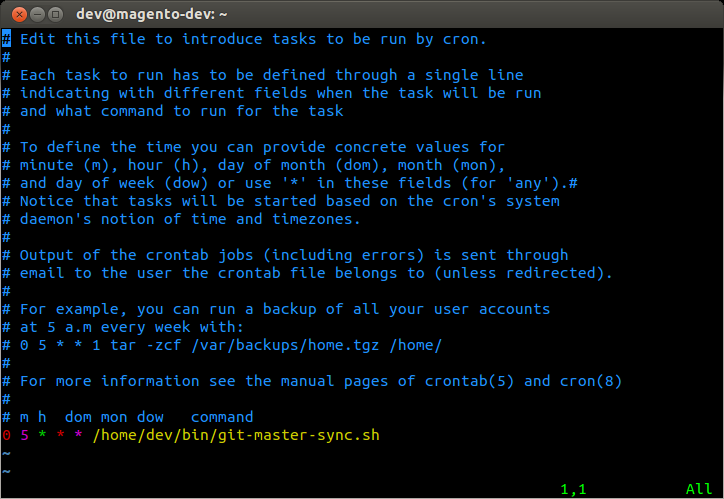 dev@magento-dev: ~
# Edit this file to introduce tasks to be run by cron.
#
# Each task to run has to be defined through a single line
# indicating with different fields when the task will be run
# and what command to run for the task
#
# To define the time you can provide concrete values for
# minute (m), hour (h), day of month (dom), month (mon),
# and day of week (dow) or use '*' in these fields (for 'any').#
# Notice that tasks will be started based on the cron's system
# daemon's notion of time and timezones.
#
# Output of the crontab jobs (including errors) is sent through
# email to the user the crontab file belongs to (unless redirected).
#
# For example, you can run a backup of all your user accounts
# at 5 a.m every week with:
# 0 5 * * 1 tar -zcf /var/backups/home.tgz /home/
#
# For more information see the manual pages of crontab(5) and cron(8)
#
# m h  dom mon dow   command
0 5 * * * /home/dev/bin/git-master-sync.sh
~
~
1,1 All